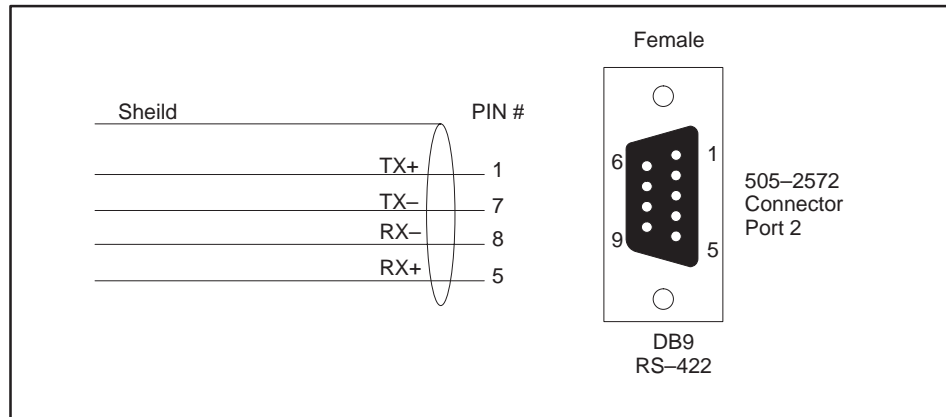 Female
Sheild
PIN #
TX+
1
TX–
7
RX–
8
RX+
5
6
1
9
5
505–2572
Connector
Port 2
DB9
RS–422